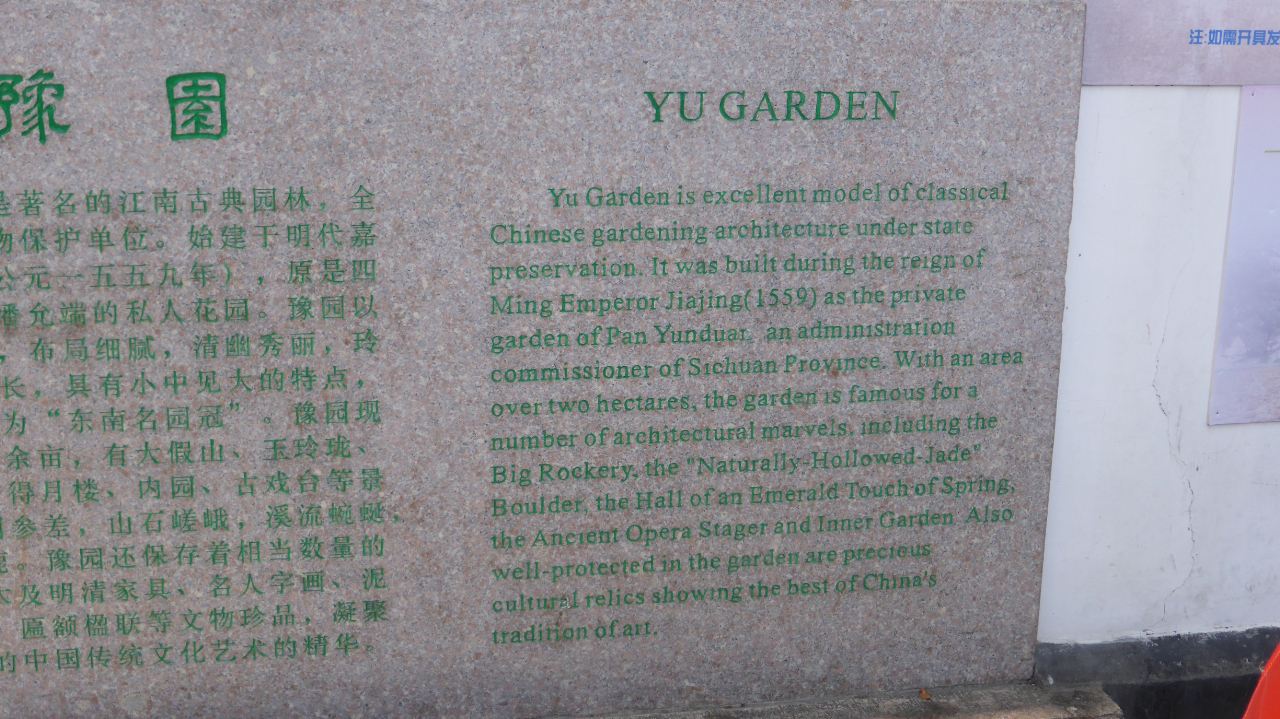 豫園
是著名的江南古典园林，全
物保护单位。始建于明代嘉
公元一五五九年），原是四
潘允端的私人花园。豫园以
，布局细腻，清幽秀丽，玲
长，具有小中见大的特点，
为“东南名园冠”。豫园现
余亩，有大假山、玉玲珑、
得月楼、内园、古戏台等景
参差，山石嵯峨，溪流蜿蜒，
。豫园还保存着相当数量的
及明清家具、名人字画、泥
匾额楹联等文物珍品，凝聚
的中国传统文化艺术的精华。
YU GARDEN
Yu Garden is excellent model of classical
Chinese gardening architecture under state
preservation. It was built during the reign of
Ming Emperor Jiajing(1559) as the private
garden of Pan Yunduan, an administration
commissioner of Sichuan Province. With an area
over two hectares, the garden is famous for a
number of architectural marvels, including the
Big Rockery, the "Naturally-Hollowed-Jade"
Boulder, the Hall of an Emerald Touch of Spring,
the Ancient Opera Stager and Inner Garden. Also
well-protected in the garden are precious
cultural relics showing the best of China's
tradition of art.
注:如需开具发